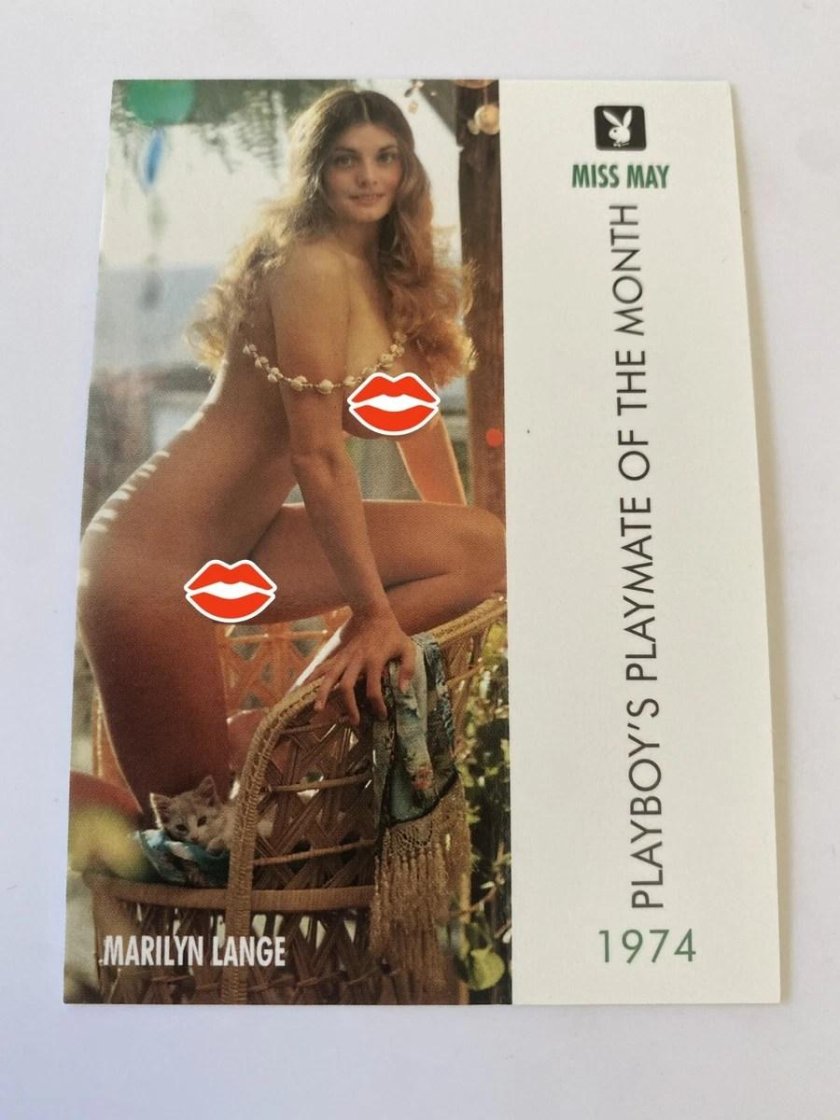 MISS MAY
PLAYBOY'S PLAYMATE OF THE MONTH
1974
MARILYN LANGE